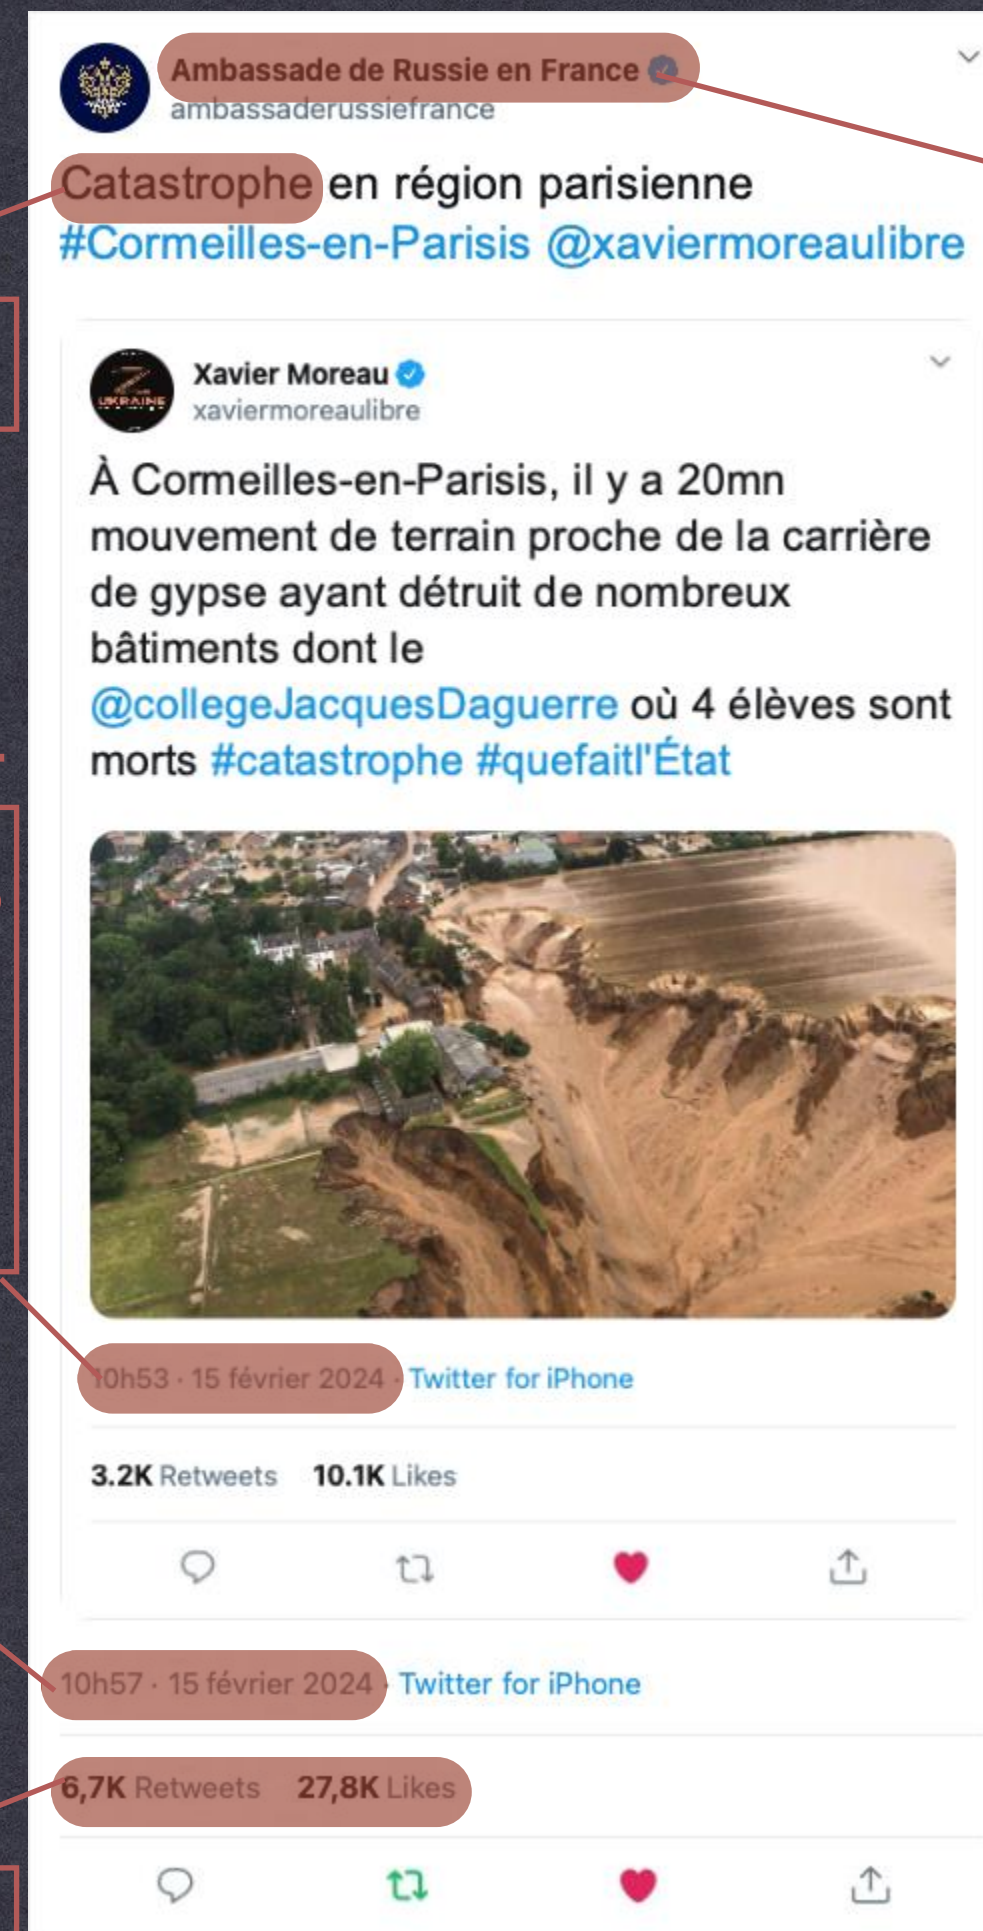 Ambassade de Russie en France
ambassaderussiefrance
Catastrophe en région parisienne
#Cormeilles-en-Parisis @xaviermoreaulibre
Z
UKRAINE
Xavier Moreau
xaviermoreaulibre
À Cormeilles-en-Parisis, il y a 20mn
mouvement de terrain proche de la carrière
de gypse ayant détruit de nombreux
bâtiments dont le
@collegeJacquesDaguerre où 4 élèves sont
morts #catastrophe #quefaitl'État
10h53 · 15 février 2024 · Twitter for iPhone
3.2K Retweets 10.1K Likes
10h57 · 15 février 2024 · Twitter for iPhone
6,7K Retweets 27,8K Likes